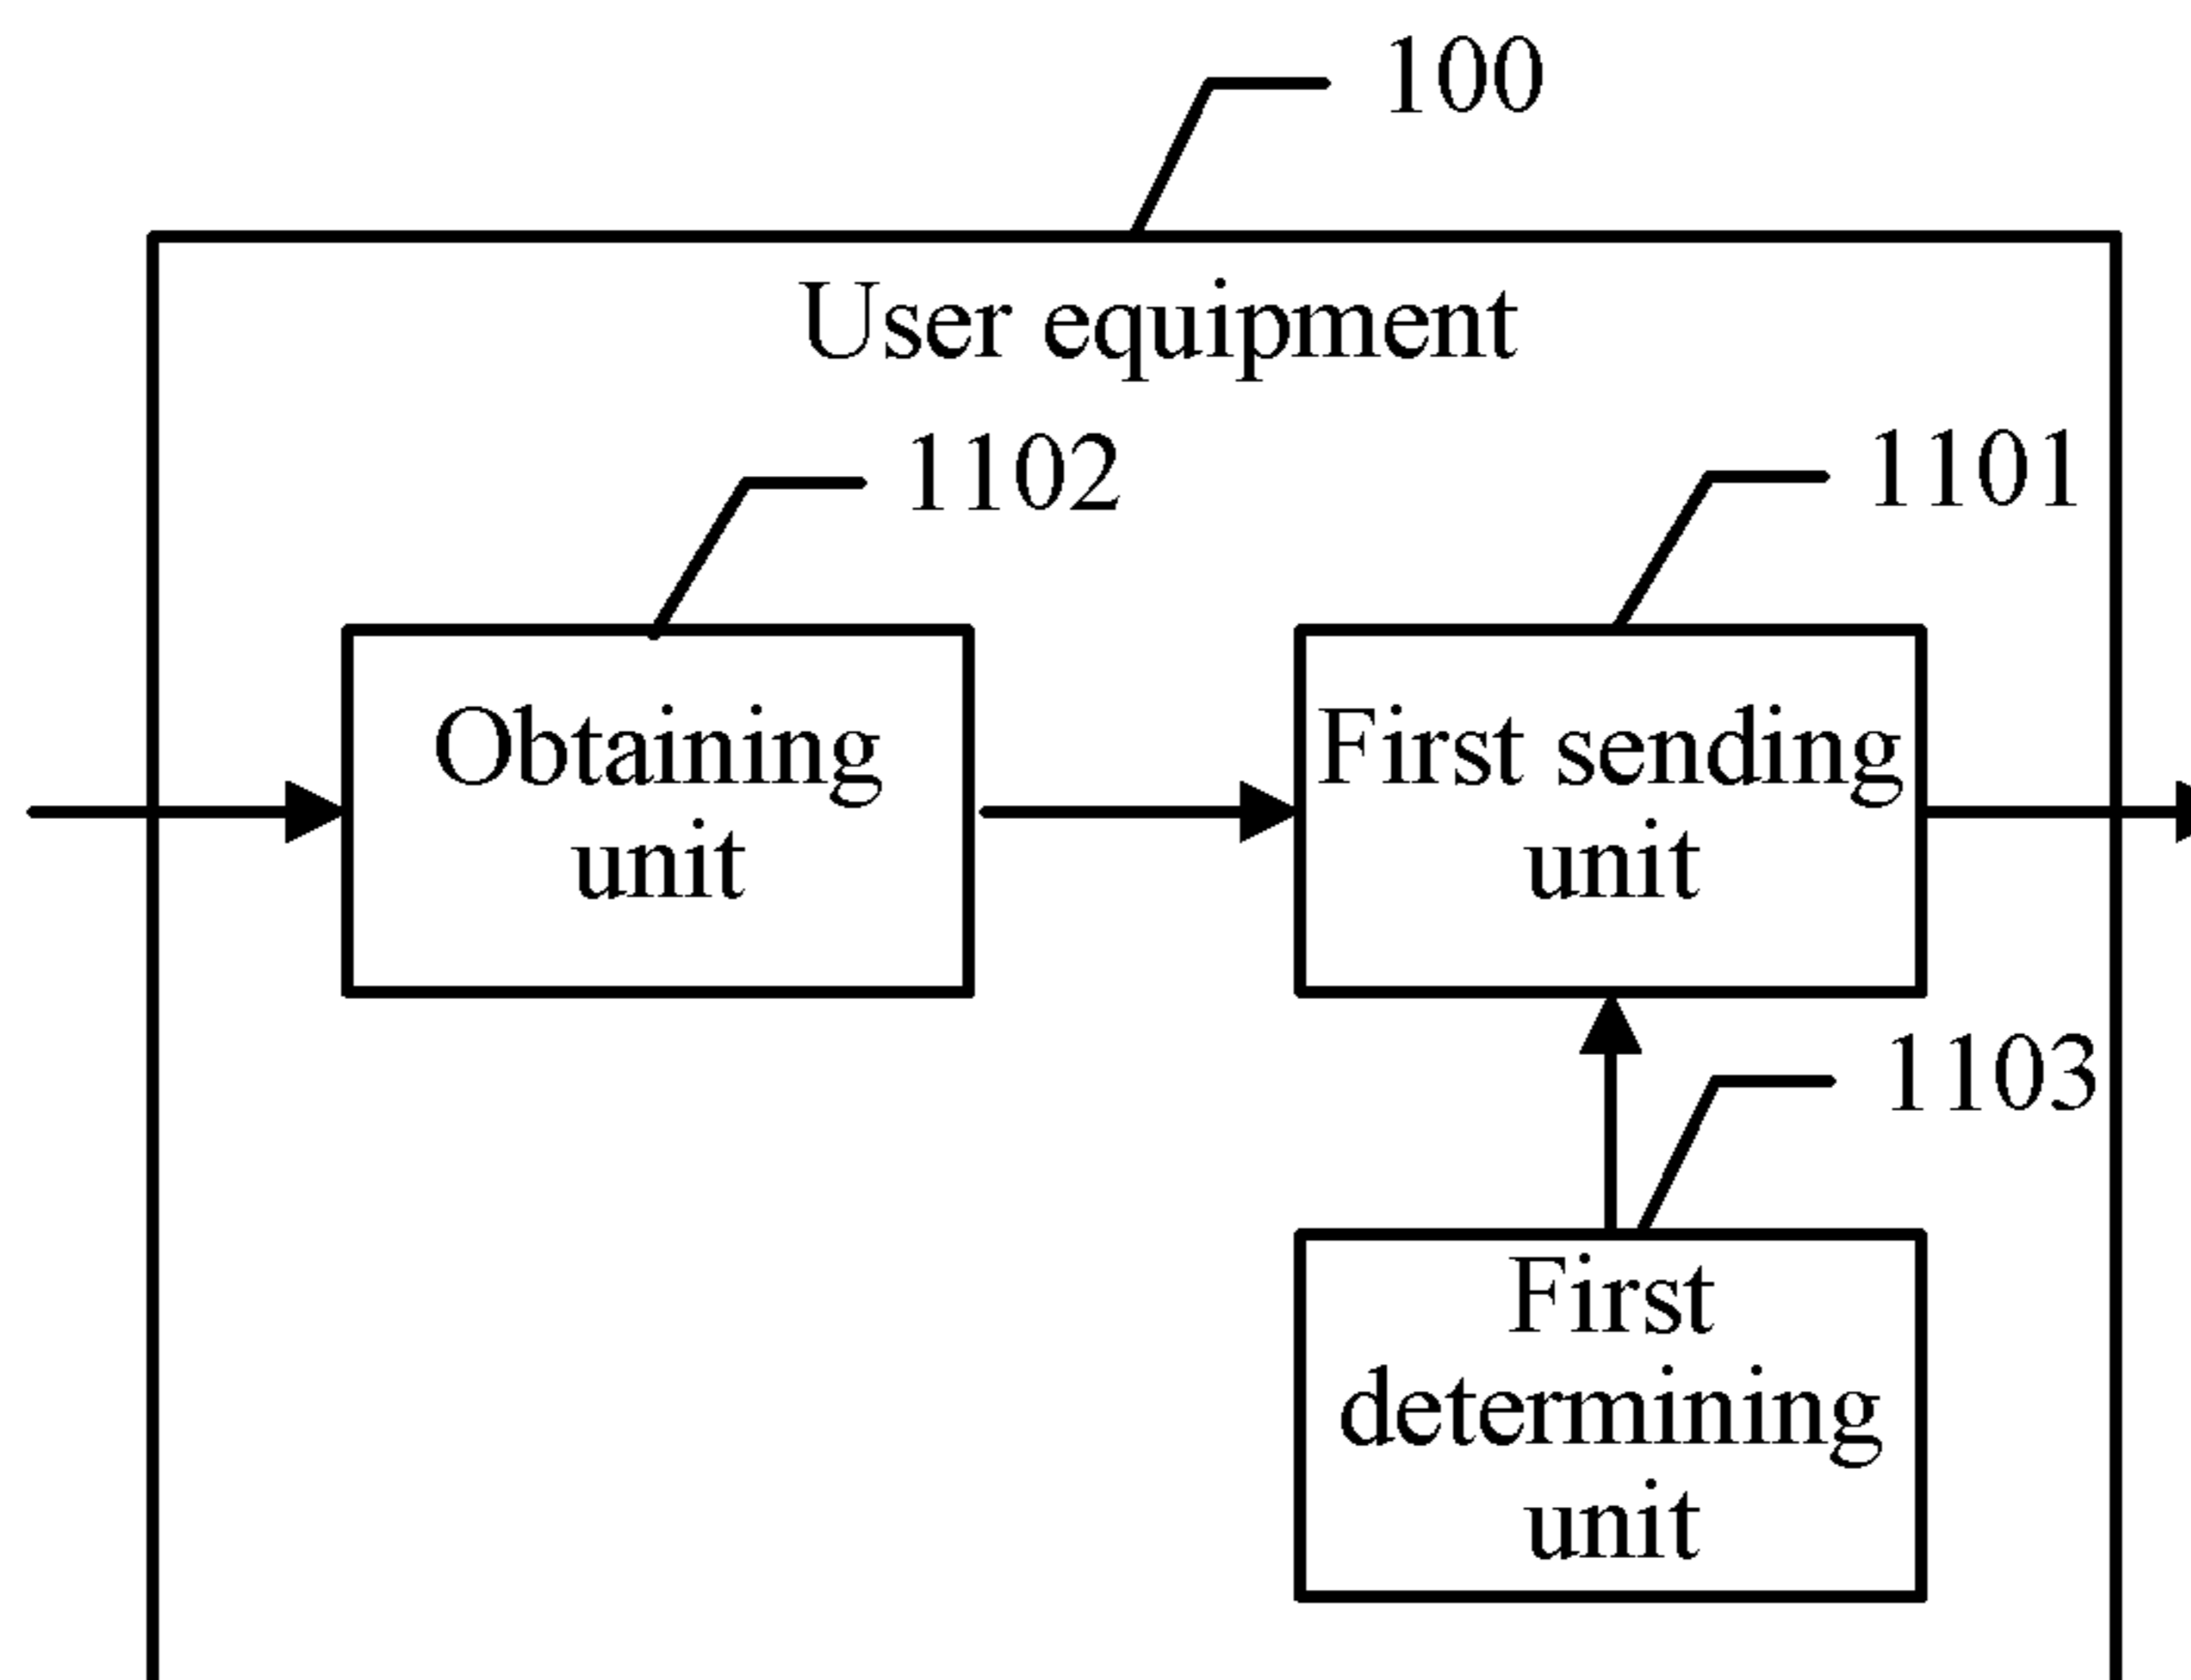 100
User equipment
1102
1101
Obtaining
unit
First sending
unit
1103
First
determining
unit